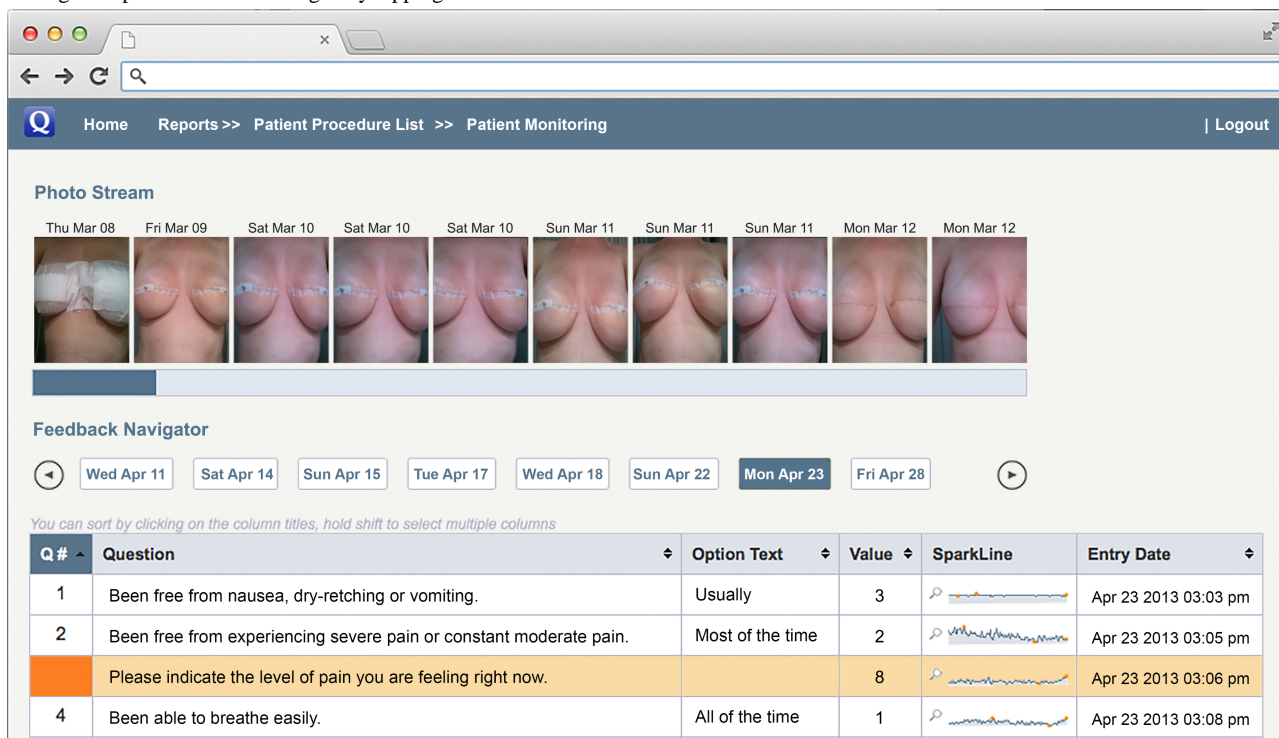 Q Home Reports >> Patient Procedure List >> Patient Monitoring | Logout
Photo Stream
Thu Mar 08 Fri Mar 09 Sat Mar 10 Sat Mar 10 Sat Mar 10 Sun Mar 11 Sun Mar 11 Sun Mar 11 Mon Mar 12 Mon Mar 12
Feedback Navigator
Wed Apr 11 Sat Apr 14 Sun Apr 15 Tue Apr 17 Wed Apr 18 Sun Apr 22 Mon Apr 23 Fri Apr 28
You can sort by clicking on the column titles, hold shift to select multiple columns
Q # Question Option Text Value SparkLine Entry Date
1 Been free from nausea, dry-retching or vomiting. Usually 3 Apr 23 2013 03:03 pm
2 Been free from experiencing severe pain or constant moderate pain. Most of the time 2 Apr 23 2013 03:05 pm
Please indicate the level of pain you are feeling right now. 8 Apr 23 2013 03:06 pm
4 Been able to breathe easily. All of the time 1 Apr 23 2013 03:08 pm